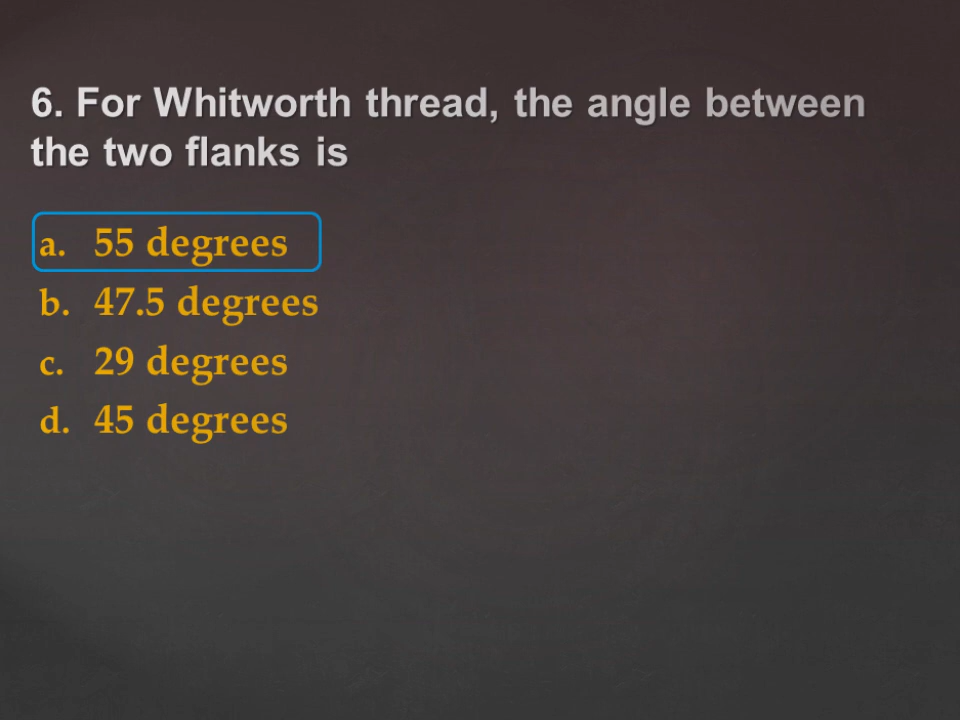 6. For Whitworth thread, the angle between
the two flanks is
a. 55 degrees
b. 47.5 degrees
c. 29 degrees
d. 45 degrees